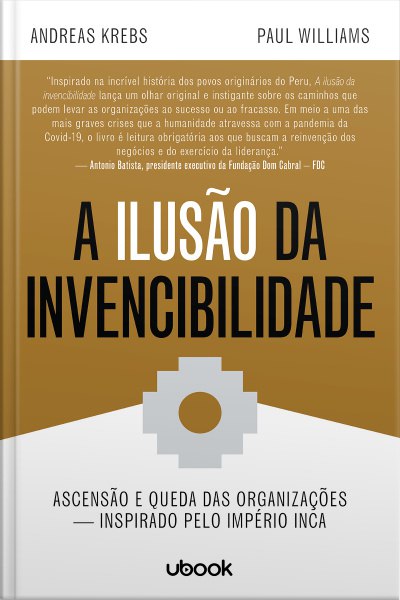 ANDREAS KREBS PAUL WILLIAMS
“Inspirado na incrível história dos povos originários do Peru, A ilusão da
invencibilidade lança um olhar original e instigante sobre os caminhos que
podem levar as organizações ao sucesso ou ao fracasso. Em meio a uma das
mais graves crises que a humanidade atravessa com a pandemia da
Covid-19, o livro é leitura obrigatória aos que buscam a reinvenção dos
negócios e do exercício da liderança.”
— Antonio Batista, presidente executivo da Fundação Dom Cabral – FDC
A ILUSÃO DA
INVENCIBILIDADE
ASCENSÃO E QUEDA DAS ORGANIZAÇÕES
— INSPIRADO PELO IMPÉRIO INCA
ubook